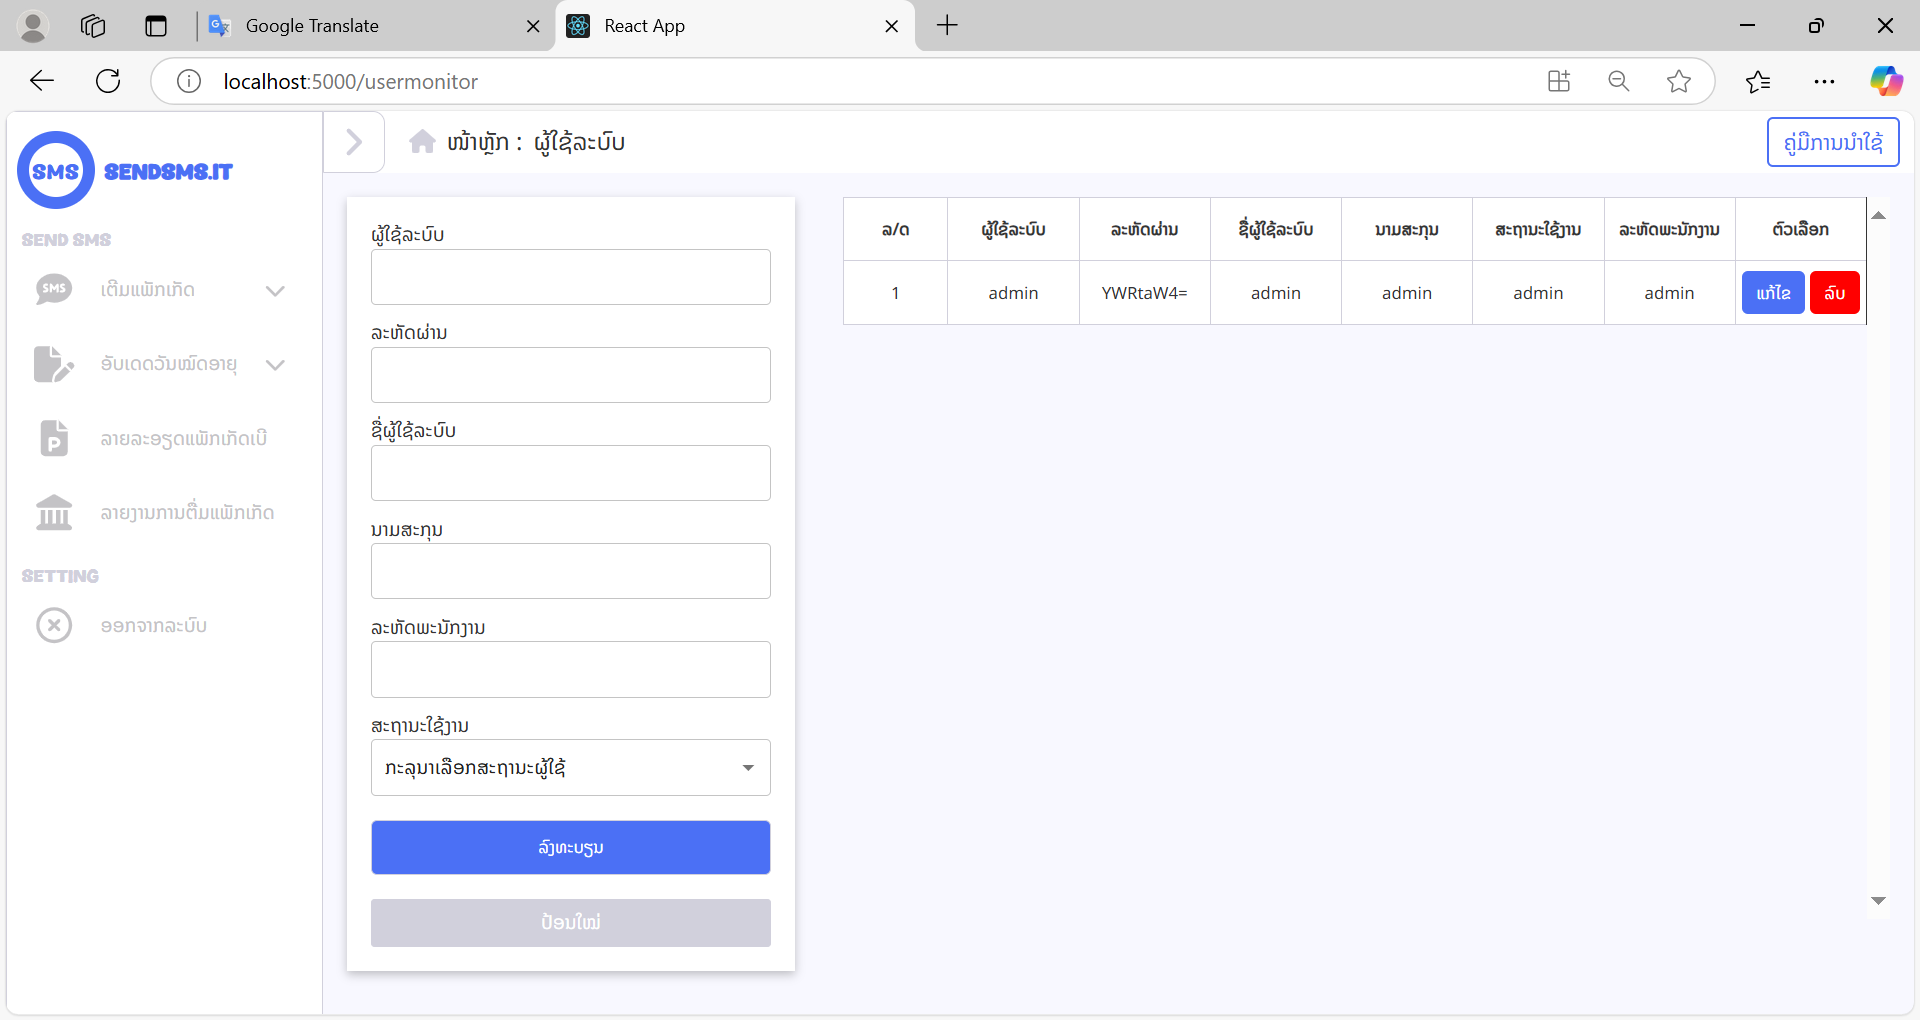 Google Translate
React App
localhost:5000/usermonitor
SMS
SENDSMS.IT
SEND SMS
SMS
ເຕີມແພັກເກັດ
ອັບເດດວັນໝົດອາຍຸ
P
ລາຍລະອຽດແພັກເກັດເບີ
ລາຍງານການຕື່ມແພັກເກັດ
SETTING
ອອກຈາກລະບົບ
ໜ້າຫຼັກ : ຜູ້ໃຊ້ລະບົບ
ຄູ່ມືການນຳໃຊ້
ຜູ້ໃຊ້ລະບົບ
ລະຫັດຜ່ານ
ຊື່ຜູ້ໃຊ້ລະບົບ
ນາມສະກຸນ
ລະຫັດພະນັກງານ
ສະຖານະໃຊ້ງານ
ກະລຸນາເລືອກສະຖານະຜູ້ໃຊ້
ລົງທະບຽນ
ປ້ອນໃໝ່
ລ/ດ ຜູ້ໃຊ້ລະບົບ ລະຫັດຜ່ານ ຊື່ຜູ້ໃຊ້ລະບົບ ນາມສະກຸນ ສະຖານະໃຊ້ງານ ລະຫັດພະນັກງານ ຕົວເລືອກ
1 admin YWRtaW4= admin admin admin admin ແກ້ໄຂ ລົບ